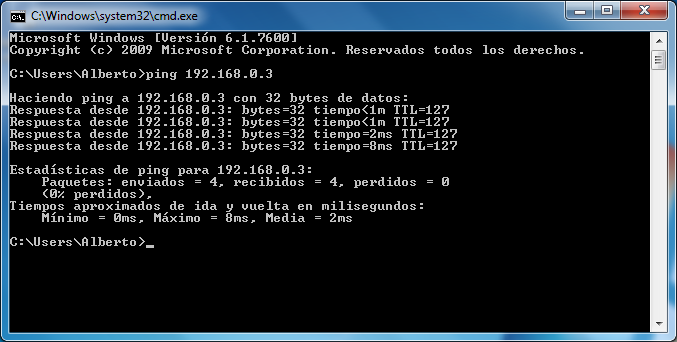 C:\Windows\system32\cmd.exe
Microsoft Windows [Versión 6.1.7600]
Copyright (c) 2009 Microsoft Corporation. Reservados todos los derechos.
C:\Users\Alberto>ping 192.168.0.3
Haciendo ping a 192.168.0.3 con 32 bytes de datos:
Respuesta desde 192.168.0.3: bytes=32 tiempo<1m TTL=127
Respuesta desde 192.168.0.3: bytes=32 tiempo<1m TTL=127
Respuesta desde 192.168.0.3: bytes=32 tiempo=2ms TTL=127
Respuesta desde 192.168.0.3: bytes=32 tiempo=8ms TTL=127
Estadísticas de ping para 192.168.0.3:
    Paquetes: enviados = 4, recibidos = 4, perdidos = 0
    (0% perdidos),
Tiempos aproximados de ida y vuelta en milisegundos:
    Mínimo = 0ms, Máximo = 8ms, Media = 2ms
C:\Users\Alberto>_